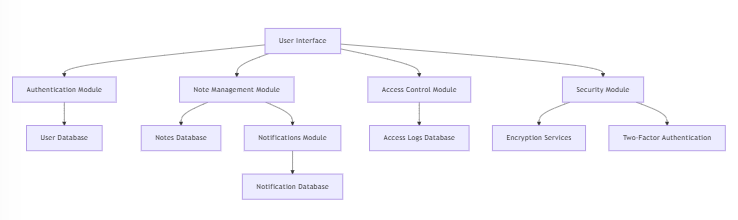 User Interface
Authentication Module
Note Management Module
Access Control Module
Security Module
User Database
Notes Database
Notifications Module
Access Logs Database
Encryption Services
Two-Factor Authentication
Notification Database